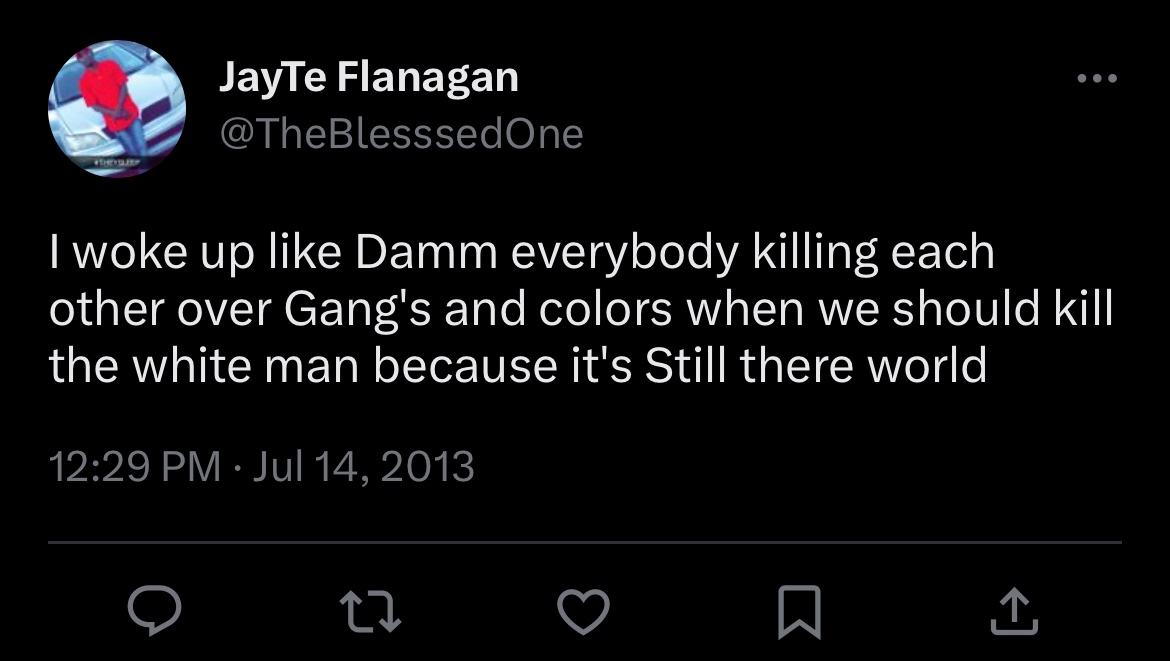 JayTe Flanagan
@TheBlesssedOne
I woke up like Damm everybody killing each
other over Gang's and colors when we should kill
the white man because it's Still there world
12:29 PM · Jul 14, 2013